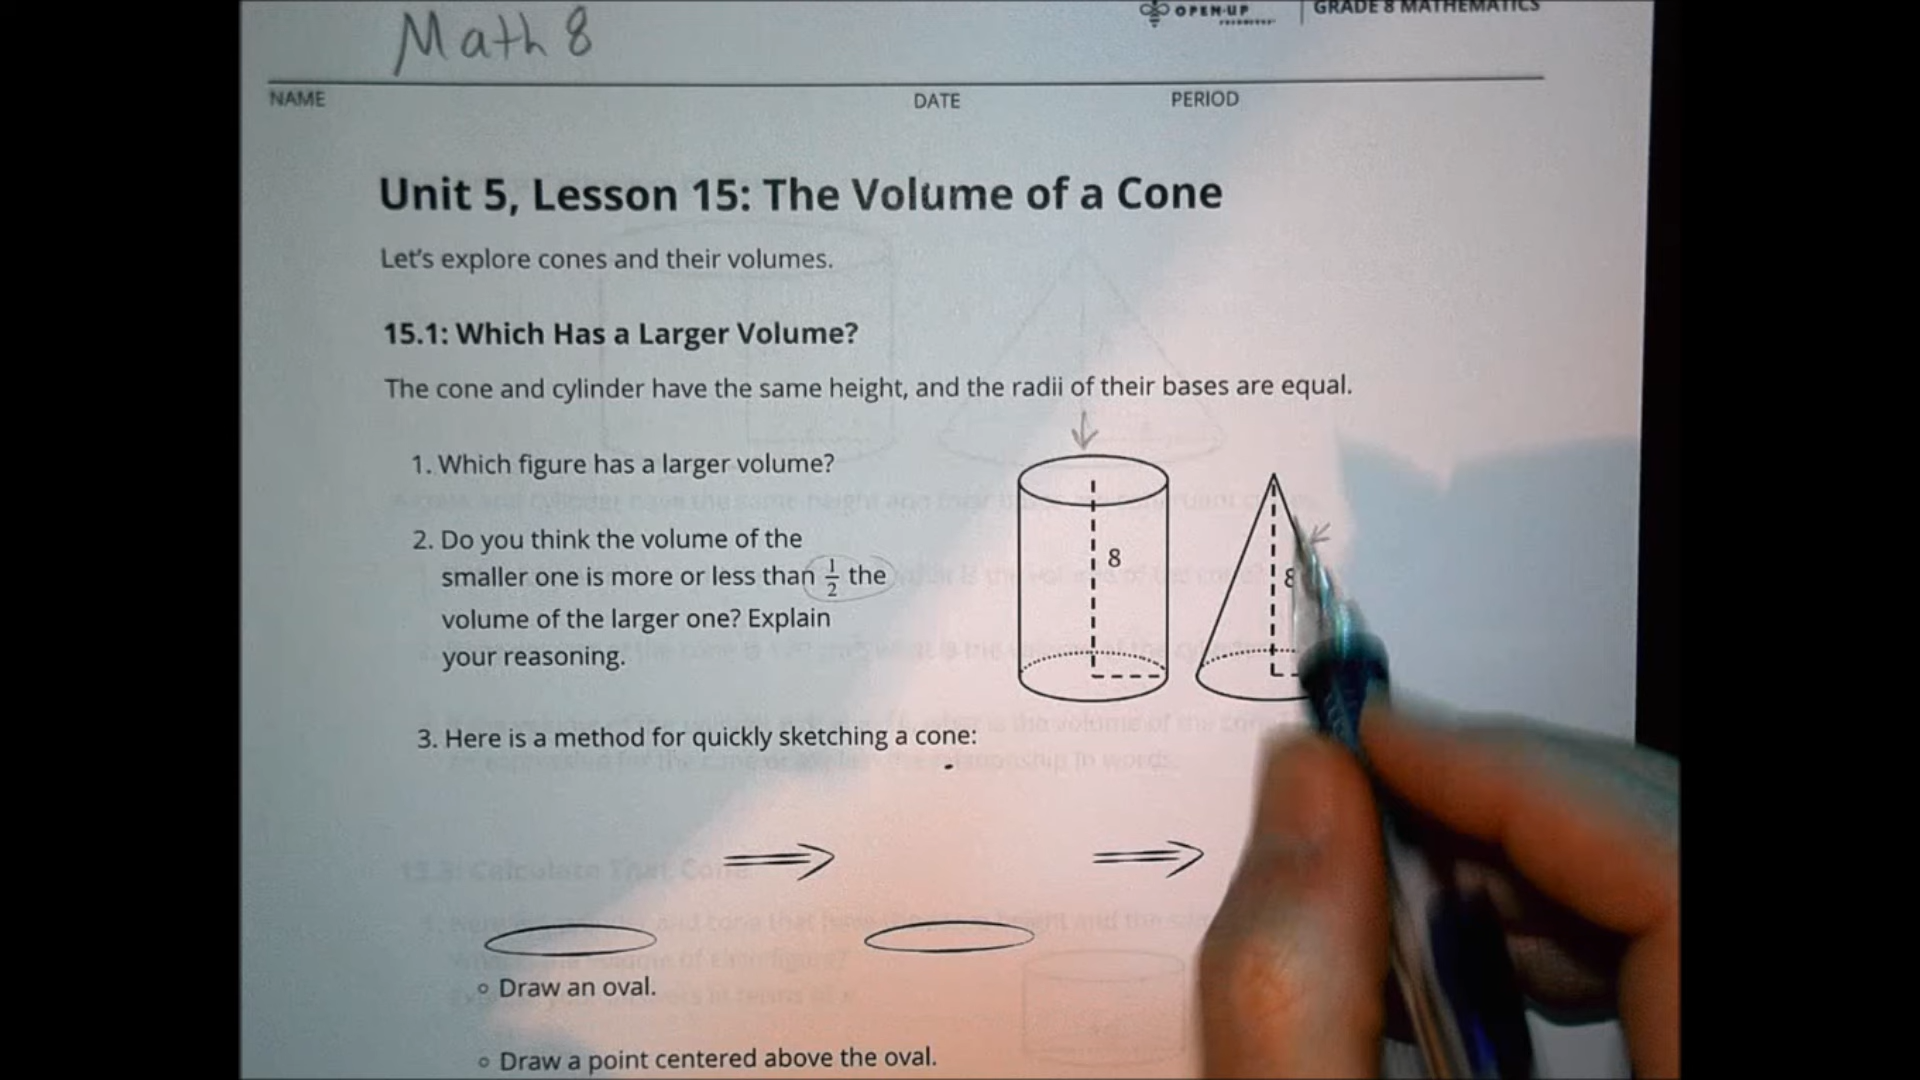 Math 8
OPEN-UP
GRADE 8 MATHEMATICS
NAME DATE PERIOD
Unit 5, Lesson 15: The Volume of a Cone
Let's explore cones and their volumes.
15.1: Which Has a Larger Volume?
The cone and cylinder have the same height, and the radii of their bases are equal.
1. Which figure has a larger volume?
2. Do you think the volume of the
smaller one is more or less than 1/2 the
volume of the larger one? Explain
your reasoning.
8
8
3. Here is a method for quickly sketching a cone:
◦ Draw an oval.
◦ Draw a point centered above the oval.